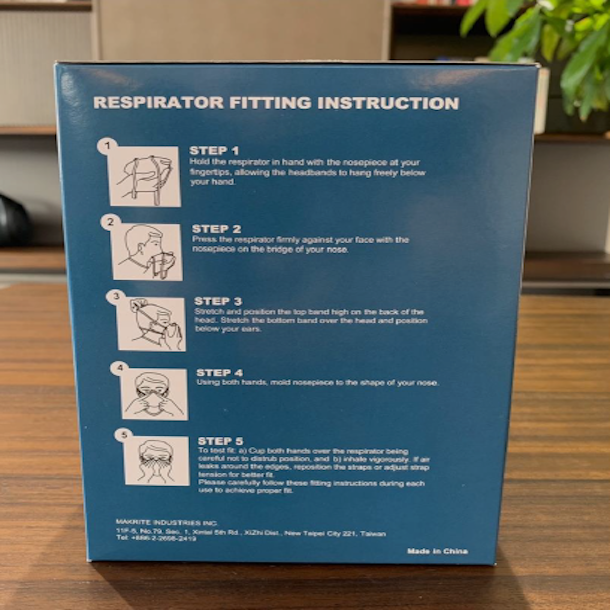 RESPIRATOR FITTING INSTRUCTION
1
STEP 1
Hold the respirator in hand with the nosepiece at your
fingertips, allowing the headbands to hang freely below
your hand.
2
STEP 2
Press the respirator firmly against your face with the
nosepiece on the bridge of your nose.
3
STEP 3
Stretch and position the top band high on the back of the
head. Stretch the bottom band over the head and position
below your ears.
4
STEP 4
Using both hands, mold nosepiece to the shape of your nose.
5
STEP 5
To test fit: a) Cup both hands over the respirator being
careful not to distrub position, and b) inhale vigorously. If air
leaks around the edges, reposition the straps or adjust strap
tension for better fit.
Please carefully follow these fitting instructions during each
use to achieve proper fit.
MAKRITE INDUSTRIES INC.
11F-5, No.79, Sec. 1, Xintai 5th Rd., XiZhi Dist., New Taipei City 221, Taiwan
Tel: +886-2-2698-2419
Made in China